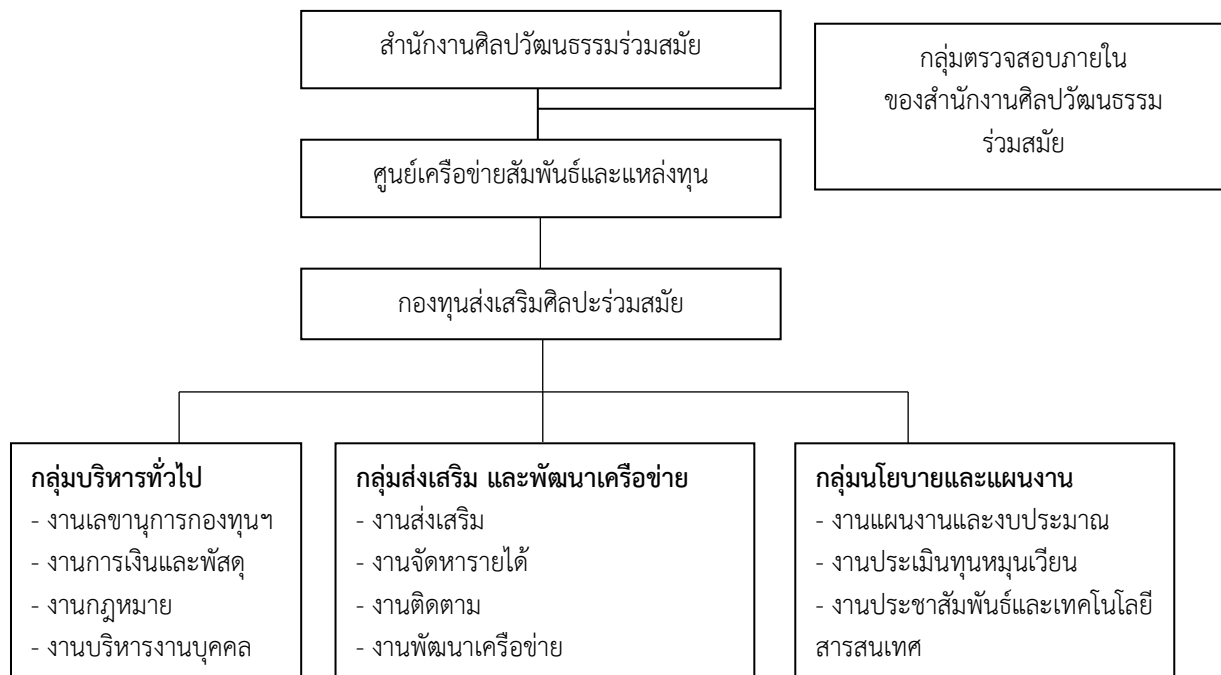 สำนักงานศิลปวัฒนธรรมร่วมสมัย
กลุ่มตรวจสอบภายใน
ของสำนักงานศิลปวัฒนธรรม
ร่วมสมัย
ศูนย์เครือข่ายสัมพันธ์และแหล่งทุน
กองทุนส่งเสริมศิลปะร่วมสมัย
กลุ่มบริหารทั่วไป
- งานเลขานุการกองทุนฯ
- งานการเงินและพัสดุ
- งานกฎหมาย
- งานบริหารงานบุคคล
กลุ่มส่งเสริม และพัฒนาเครือข่าย
- งานส่งเสริม
- งานจัดหารายได้
- งานติดตาม
- งานพัฒนาเครือข่าย
กลุ่มนโยบายและแผนงาน
- งานแผนงานและงบประมาณ
- งานประเมินทุนหมุนเวียน
- งานประชาสัมพันธ์และเทคโนโลยี
สารสนเทศ